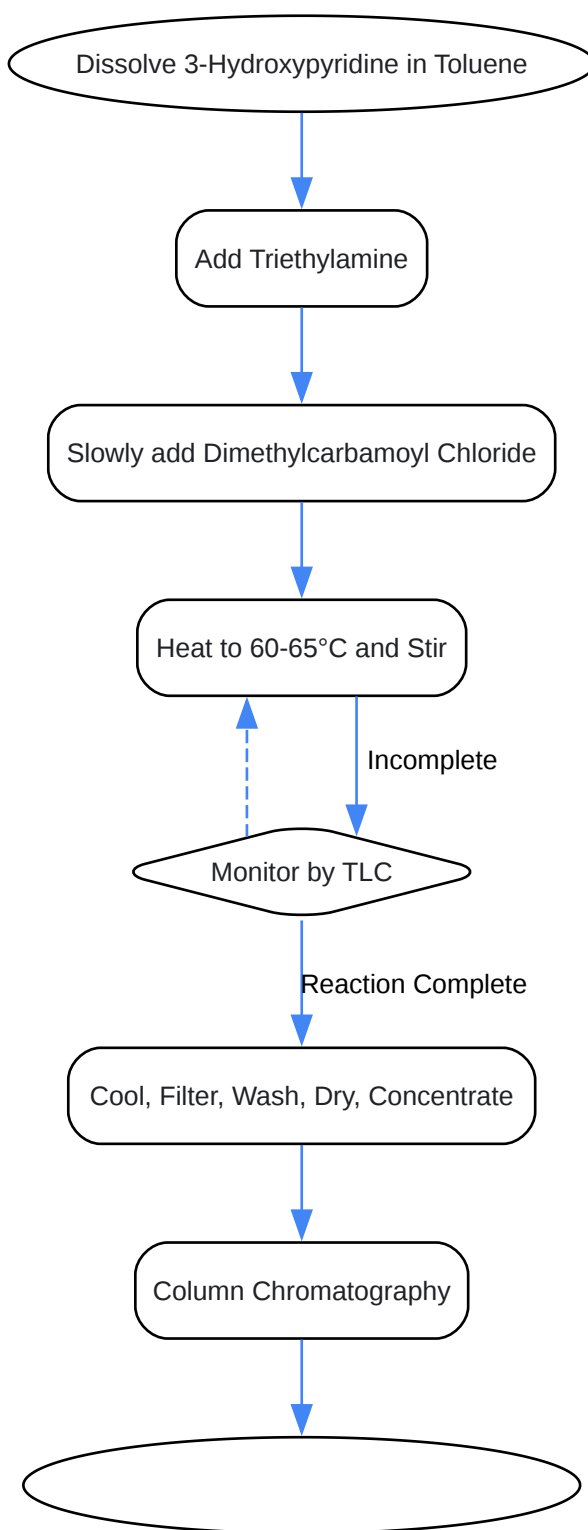 Dissolve 3-Hydroxypyridine in Toluene
Add Triethylamine
Slowly add Dimethylcarbamoyl Chloride
Heat to 60-65°C and Stir
Incomplete
Monitor by TLC
Reaction Complete
Cool, Filter, Wash, Dry, Concentrate
Column Chromatography